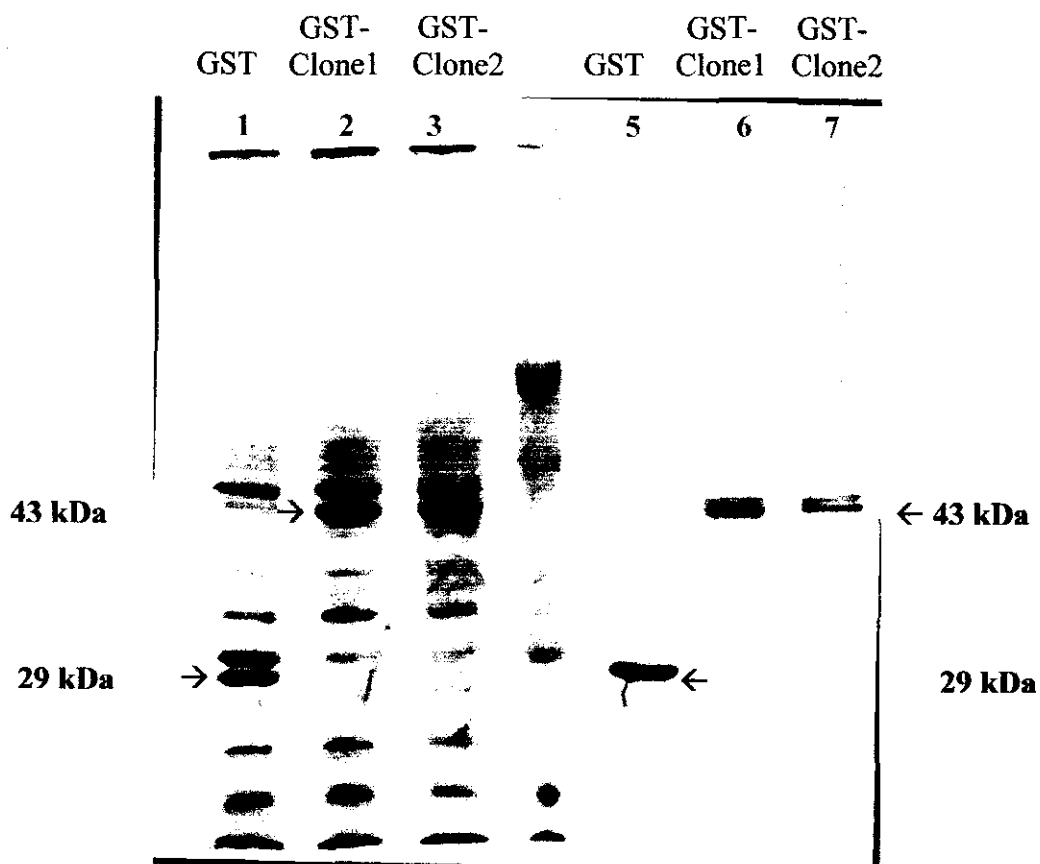 GST GST-Clone1 GST-Clone2 GST GST-Clone1 GST-Clone2
1 2 3 5 6 7
43 kDa → ← 43 kDa
29 kDa → ← 29 kDa